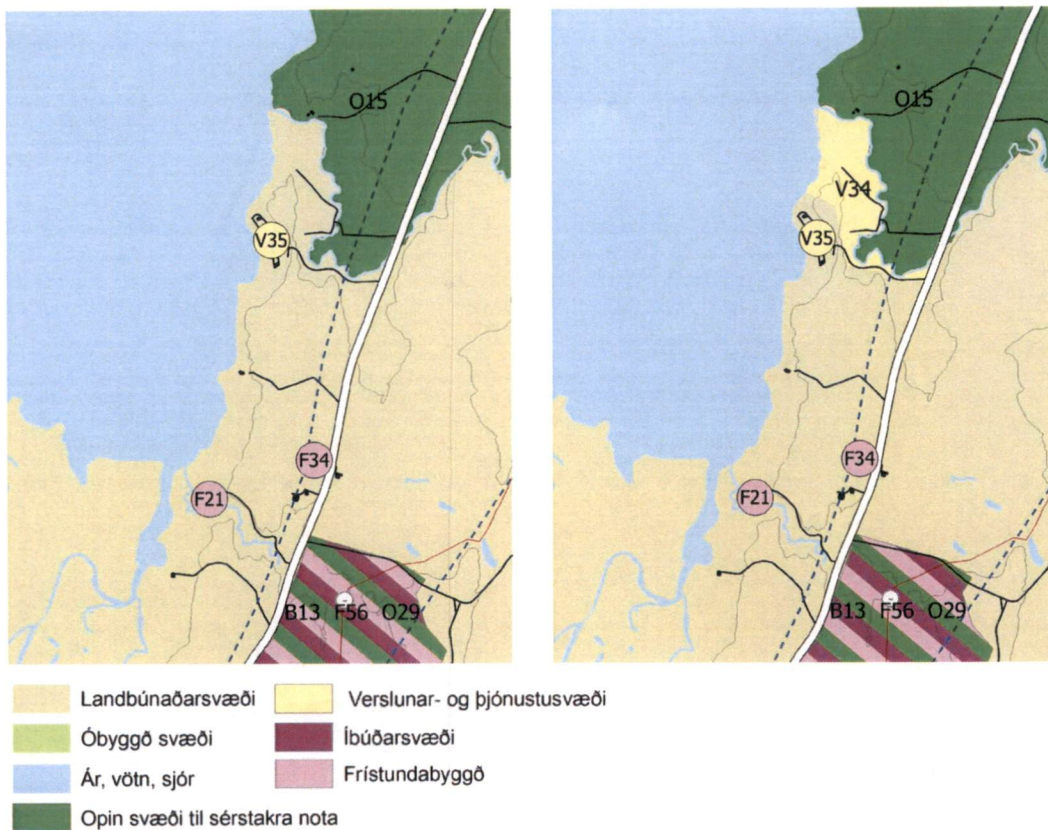 O15
V35
F34
F21
B13 F56 O29
O15
V34
V35
F34
F21
B13 F56 O29
Landbúnaðarsvæði
Verslunar- og þjónustusvæði
Óbyggð svæði
Íbúðarsvæði
Ár, vötn, sjór
Frístundabyggð
Opin svæði til sérstakra nota